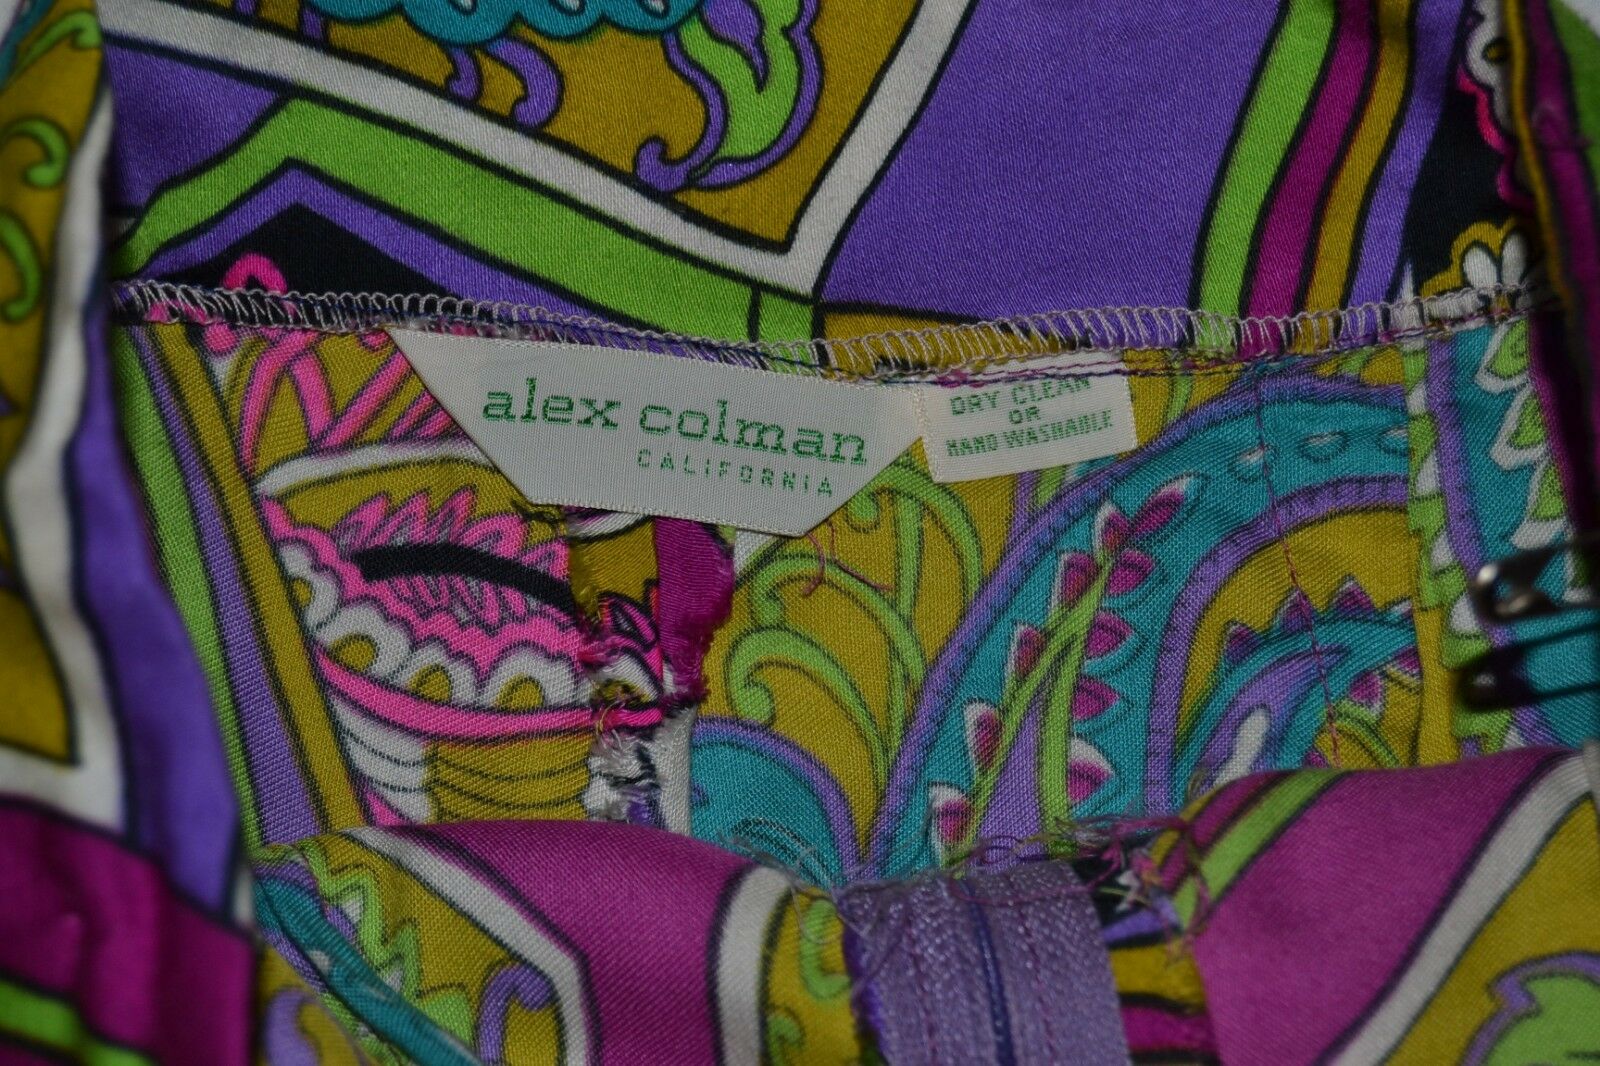 alex colman
CALIFORNIA
DRY CLEAN
OR
HAND WASHABLE